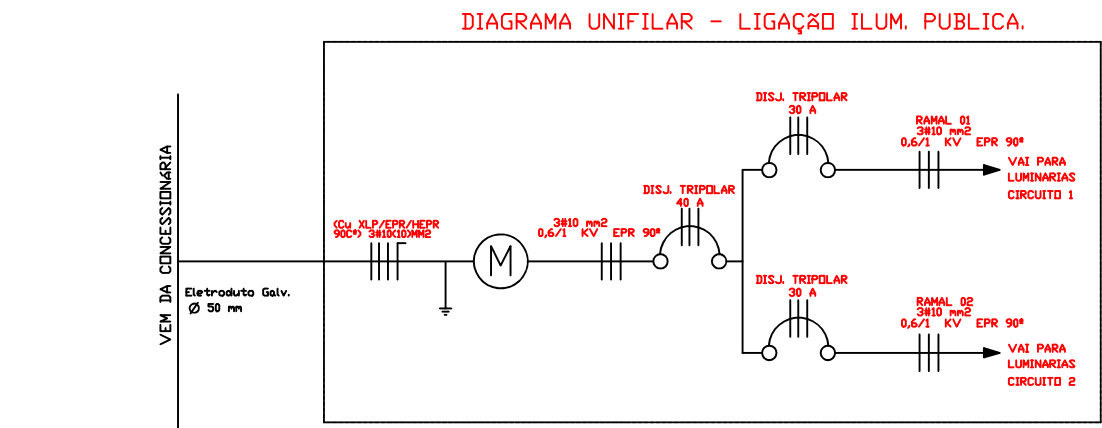 DIAGRAMA UNIFILAR - LIGAÇÃO ILUM. PUBLICA.
VEM DA CONCESSIONÁRIA
Eletroduto Galv.
Ø 50 mm
(Cu XLP/EPR/HEPR
90Cº) 3#10(10)MM2
M
3#10 mm2
0,6/1 KV EPR 90º
DISJ. TRIPOLAR
40 A
DISJ. TRIPOLAR
30 A
RAMAL 01
3#10 mm2
0,6/1 KV EPR 90º
VAI PARA
LUMINARIAS
CIRCUITO 1
DISJ. TRIPOLAR
30 A
RAMAL 02
3#10 mm2
0,6/1 KV EPR 90º
VAI PARA
LUMINARIAS
CIRCUITO 2